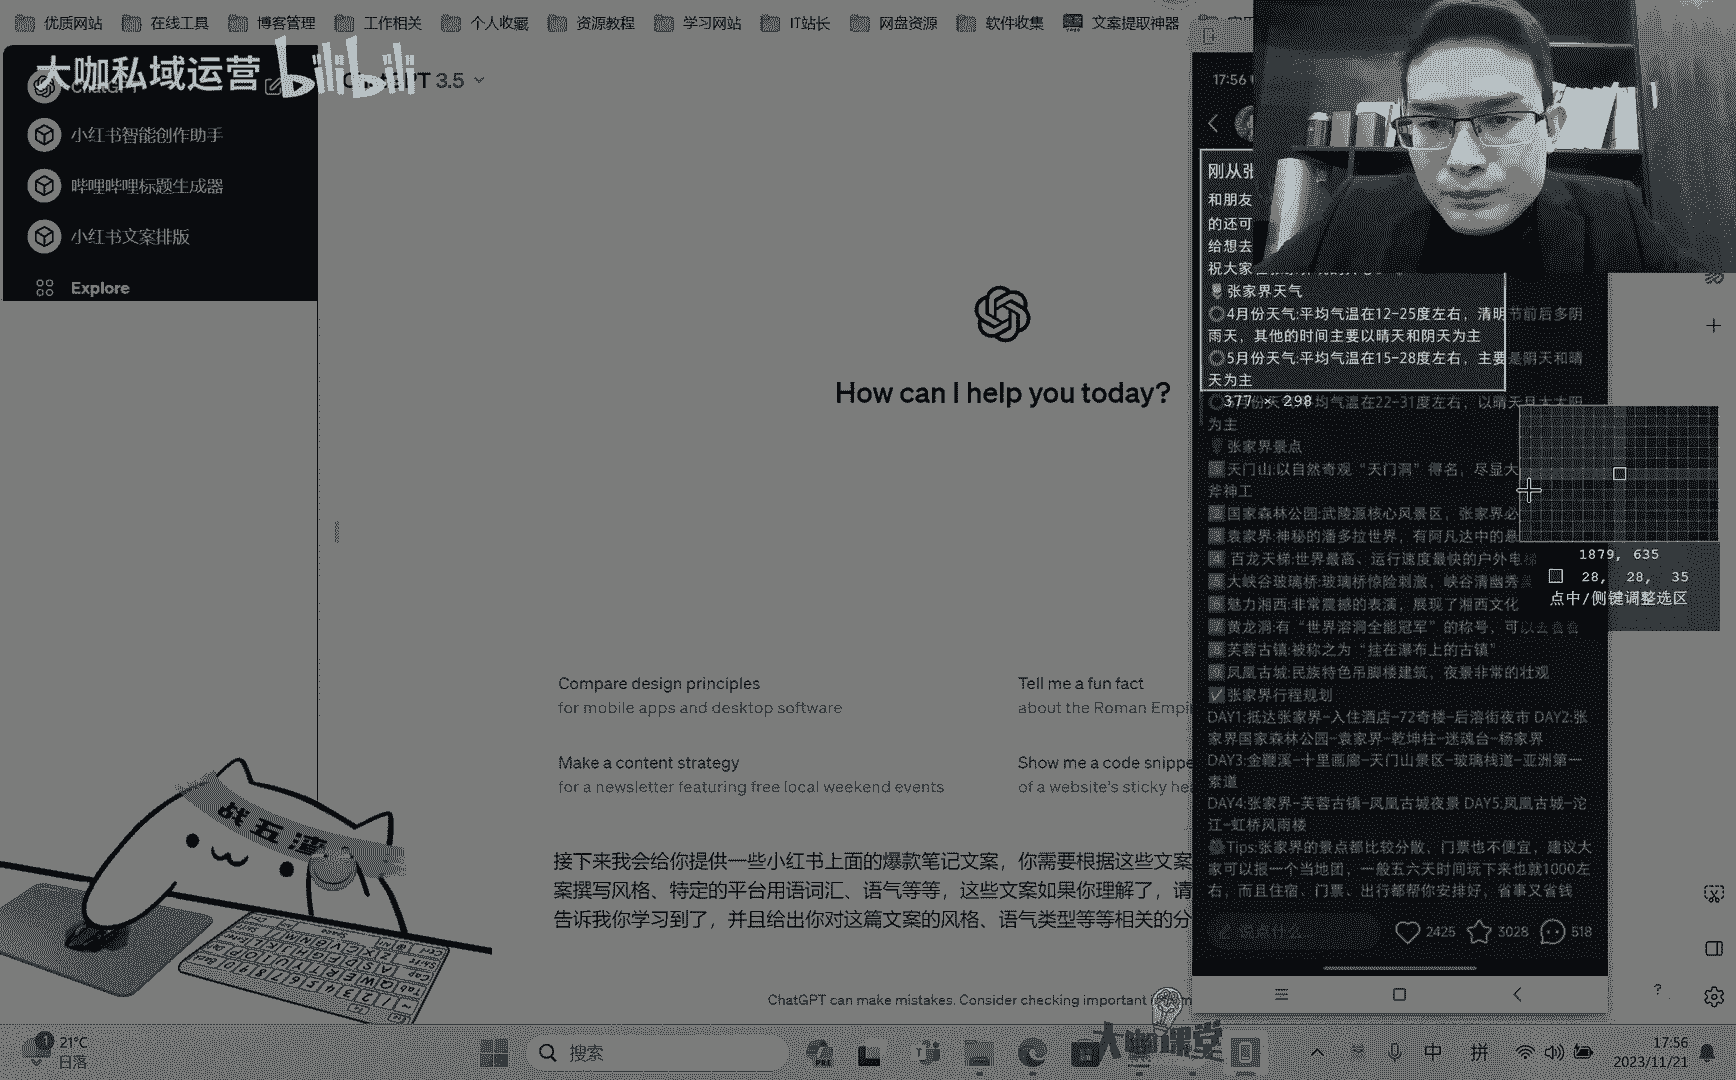 优质网站
在线工具
博客管理
工作相关
个人收藏
资源教程
学习网站
IT站长
网盘资源
软件收集
文案提取神器
大咖私域运营 bilibili
ChatGPT 3.5
小红书智能创作助手
哔哩哔哩标题生成器
小红书文案排版
Explore
How can I help you today?
Compare design principles
for mobile apps and desktop software
Tell me a fun fact
about the Roman Empi
Make a content strategy
for a newsletter featuring free local weekend events
Show me a code snippe
of a website's sticky hea
接下来我会给你提供一些小红书上面的爆款笔记文案，你需要根据这些文案
案撰写风格、特定的平台用语词汇、语气等等，这些文案如果你理解了，请
告诉我你学习到了，并且给出你对这篇文案的风格、语气类型等等相关的分
ChatGPT can make mistakes. Consider checking important
17:56
刚从张
和朋友
的还可
给想去
祝大家
张家界天气
4月份天气:平均气温在12-25度左右，清明节前后多阴
雨天，其他的时间主要以晴天和阴天为主
5月份天气:平均气温在15-28度左右，主要是阴天和晴
天为主
377 × 298
均气温在22-31度左右，以晴天
为主
张家界景点
天门山:以自然奇观“天门洞”得名，尽显大
斧神工
国家森林公园:武陵源核心风景区，张家界必
袁家界:神秘的潘多拉世界，有阿凡达中的悬
百龙天梯:世界最高、运行速度最快的户外电梯
大峡谷玻璃桥:玻璃桥惊险刺激、峡谷清幽秀
魅力湘西:非常震撼的表演，展现了湘西文化
黄龙洞:有“世界溶洞全能冠军”的称号，可以去看看
芙蓉古镇:被称之为“挂在瀑布上的古镇”
凤凰古城:民族特色吊脚楼建筑，夜景非常的壮观
张家界行程规划
DAY1:抵达张家界-入住酒店-72奇楼-后溶街夜市 DAY2:张
家界国家森林公园-袁家界-乾坤柱-迷魂台-杨家界
DAY3:金鞭溪-十里画廊-天门山景区-玻璃栈道-亚洲第一
索道
DAY4:张家界-芙蓉古镇-凤凰古城夜景 DAY5:凤凰古城-沱
江-虹桥风雨楼
Tips:张家界的景点都比较分散、门票也不便宜，建议大
家可以报一个当地团，一般五六天时间玩下来也就1000左
右，而且住宿、门票、出行都帮你安排好，省事又省钱
说点什么...
2425
3028
518
1879, 635
28, 28, 35
点中/侧键调整选区
战五渣
大咖课堂
1
21°C
日落
搜索
中
拼
17:56
2023/11/21